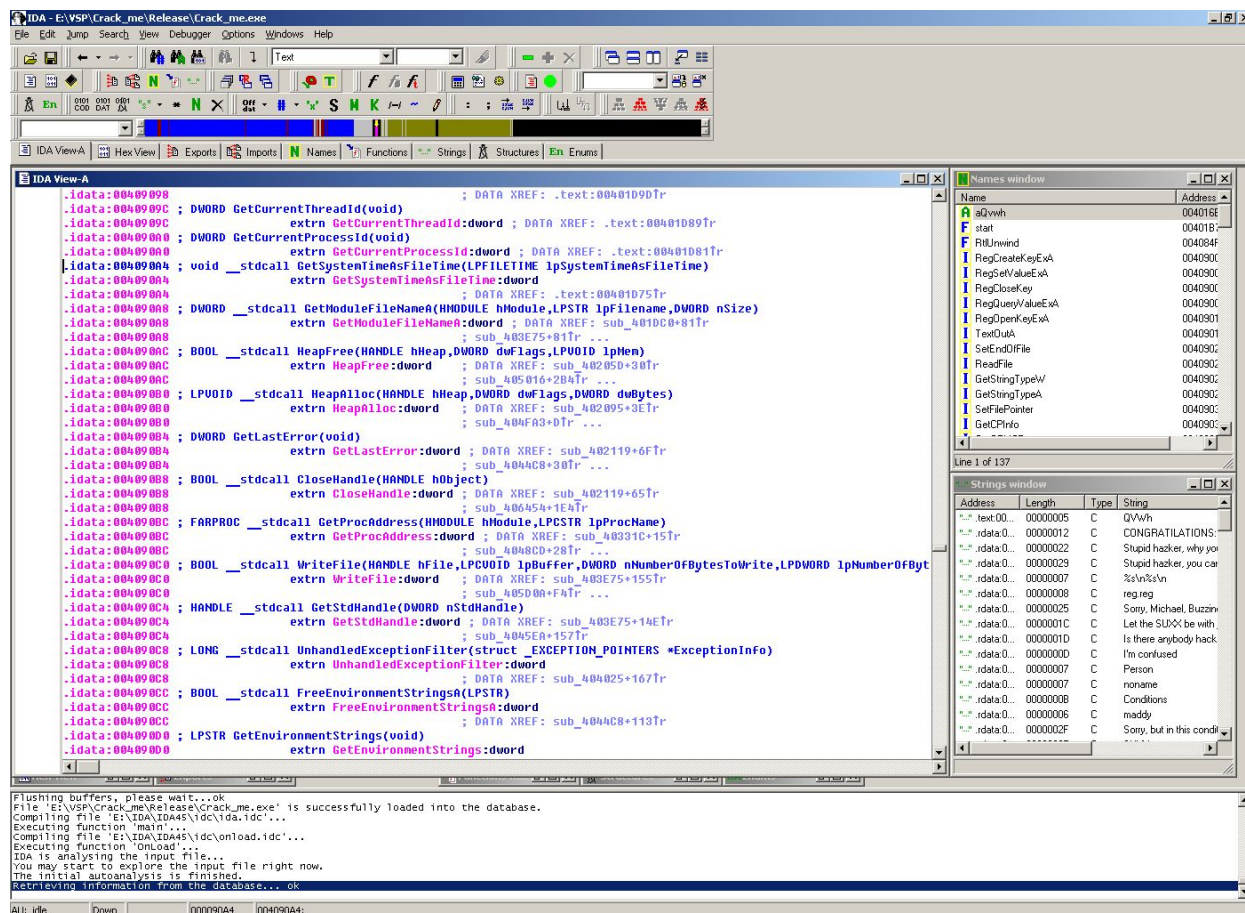 IDA - E:\VSP\Crack_me\Release\Crack_me.exe
File Edit Jump Search View Debugger Options Windows Help
Text
En
IDA View-A Hex View Exports Imports N Names Functions Strings Structures En Enums
IDA View-A
.idata:00409098 ; DATA XREF: .text:00401D9D↑r
.idata:0040909C ; DWORD GetCurrentThreadId(void)
.idata:0040909C extrn GetCurrentThreadId:dword ; DATA XREF: .text:00401D89↑r
.idata:004090A0 ; DWORD GetCurrentProcessId(void)
.idata:004090A0 extrn GetCurrentProcessId:dword ; DATA XREF: .text:00401D81↑r
.idata:004090A4 ; void __stdcall GetSystemTimeAsFileTime(LPFILETIME lpSystemTimeAsFileTime)
.idata:004090A4 extrn GetSystemTimeAsFileTime:dword
.idata:004090A4 ; DATA XREF: .text:00401D75↑r
.idata:004090A8 ; DWORD __stdcall GetModuleFileNameA(HMODULE hModule,LPSTR lpFilename,DWORD nSize)
.idata:004090A8 extrn GetModuleFileNameA:dword ; DATA XREF: sub_401DC0+81↑r
.idata:004090A8 ; sub_403E75+81↑r ...
.idata:004090AC ; BOOL __stdcall HeapFree(HANDLE hHeap,DWORD dwFlags,LPVOID lpMem)
.idata:004090AC extrn HeapFree:dword ; DATA XREF: sub_40205D+30↑r
.idata:004090AC ; sub_405016+2B4↑r ...
.idata:004090B0 ; LPVOID __stdcall HeapAlloc(HANDLE hHeap,DWORD dwFlags,DWORD dwBytes)
.idata:004090B0 extrn HeapAlloc:dword ; DATA XREF: sub_402095+3E↑r
.idata:004090B0 ; sub_404FA3+D↑r ...
.idata:004090B4 ; DWORD GetLastError(void)
.idata:004090B4 extrn GetLastError:dword ; DATA XREF: sub_402119+6F↑r
.idata:004090B4 ; sub_4044C8+30↑r ...
.idata:004090B8 ; BOOL __stdcall CloseHandle(HANDLE hObject)
.idata:004090B8 extrn CloseHandle:dword ; DATA XREF: sub_402119+65↑r
.idata:004090B8 ; sub_406454+1E4↑r
.idata:004090BC ; FARPROC __stdcall GetProcAddress(HMODULE hModule,LPCSTR lpProcName)
.idata:004090BC extrn GetProcAddress:dword ; DATA XREF: sub_40331C+15↑r
.idata:004090BC ; sub_4048CD+28↑r ...
.idata:004090C0 ; BOOL __stdcall WriteFile(HANDLE hFile,LPCVOID lpBuffer,DWORD nNumberOfBytesToWrite,LPDWORD lpNumberOfByt
.idata:004090C0 extrn WriteFile:dword ; DATA XREF: sub_403E75+155↑r
.idata:004090C0 ; sub_405D0A+F4↑r ...
.idata:004090C4 ; HANDLE __stdcall GetStdHandle(DWORD nStdHandle)
.idata:004090C4 extrn GetStdHandle:dword ; DATA XREF: sub_403E75+14E↑r
.idata:004090C4 ; sub_4045EA+157↑r
.idata:004090C8 ; LONG __stdcall UnhandledExceptionFilter(struct _EXCEPTION_POINTERS *ExceptionInfo)
.idata:004090C8 extrn UnhandledExceptionFilter:dword
.idata:004090C8 ; DATA XREF: sub_404025+167↑r
.idata:004090CC ; BOOL __stdcall FreeEnvironmentStringsA(LPSTR)
.idata:004090CC extrn FreeEnvironmentStringsA:dword
.idata:004090CC ; DATA XREF: sub_4044C8+113↑r
.idata:004090D0 ; LPSTR GetEnvironmentStrings(void)
.idata:004090D0 extrn GetEnvironmentStrings:dword
Names window
Name Address
A aQvwh 004016E
F start 00401B7
F RtlUnwind 004084F
I RegCreateKeyExA 0040900
I RegSetValueExA 0040900
I RegCloseKey 0040900
I RegQueryValueExA 0040900
I RegOpenKeyExA 0040901
I TextOutA 0040901
I SetEndOfFile 0040902
I ReadFile 0040902
I GetStringTypeW 0040902
I GetStringTypeA 0040902
I SetFilePointer 0040903
I GetCPInfo 0040903
Line 1 of 137
Strings window
Address Length Type String
.text:00... 00000005 C QVWh
.rdata:0... 00000012 C CONGRATILATIONS:
.rdata:0... 00000022 C Stupid hazker, why you
.rdata:0... 00000029 C Stupid hazker, you can
.rdata:0... 00000007 C %s\n%s\n
.rdata:0... 00000008 C reg.reg
.rdata:0... 00000025 C Sorry, Michael, Buzzin
.rdata:0... 0000001C C Let the SUXX be with
.rdata:0... 0000001D C Is there anybody hack
.rdata:0... 0000000D C I'm confused
.rdata:0... 00000007 C Person
.rdata:0... 00000007 C noname
.rdata:0... 0000000B C Conditions
.rdata:0... 00000006 C maddy
.rdata:0... 0000002F C Sorry, but in this condit
Flushing buffers, please wait...ok
File 'E:\VSP\Crack_me\Release\Crack_me.exe' is successfully loaded into the database.
Compiling file 'E:\IDA\IDA45\idc\ida.idc'...
Executing function 'main'...
Compiling file 'E:\IDA\IDA45\idc\onload.idc'...
Executing function 'OnLoad'...
IDA is analysing the input file...
You may start to explore the input file right now.
The initial autoanalysis is finished.
Retrieving information from the database... ok
AU: idle Down 000090A4 004090A4: